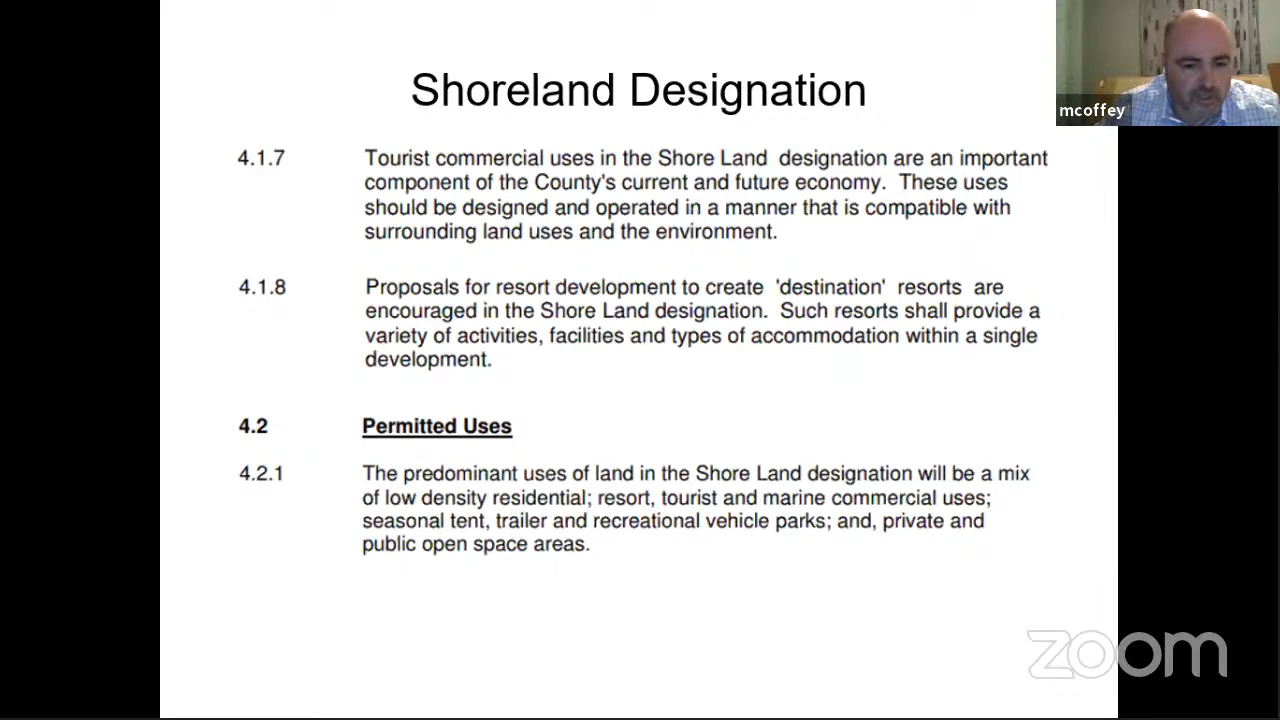 Shoreland Designation
mcoffey
4.1.7 Tourist commercial uses in the Shore Land designation are an important
component of the County's current and future economy. These uses
should be designed and operated in a manner that is compatible with
surrounding land uses and the environment.
4.1.8 Proposals for resort development to create 'destination' resorts are
encouraged in the Shore Land designation. Such resorts shall provide a
variety of activities, facilities and types of accommodation within a single
development.
4.2 Permitted Uses
4.2.1 The predominant uses of land in the Shore Land designation will be a mix
of low density residential; resort, tourist and marine commercial uses;
seasonal tent, trailer and recreational vehicle parks; and, private and
public open space areas.
zoom